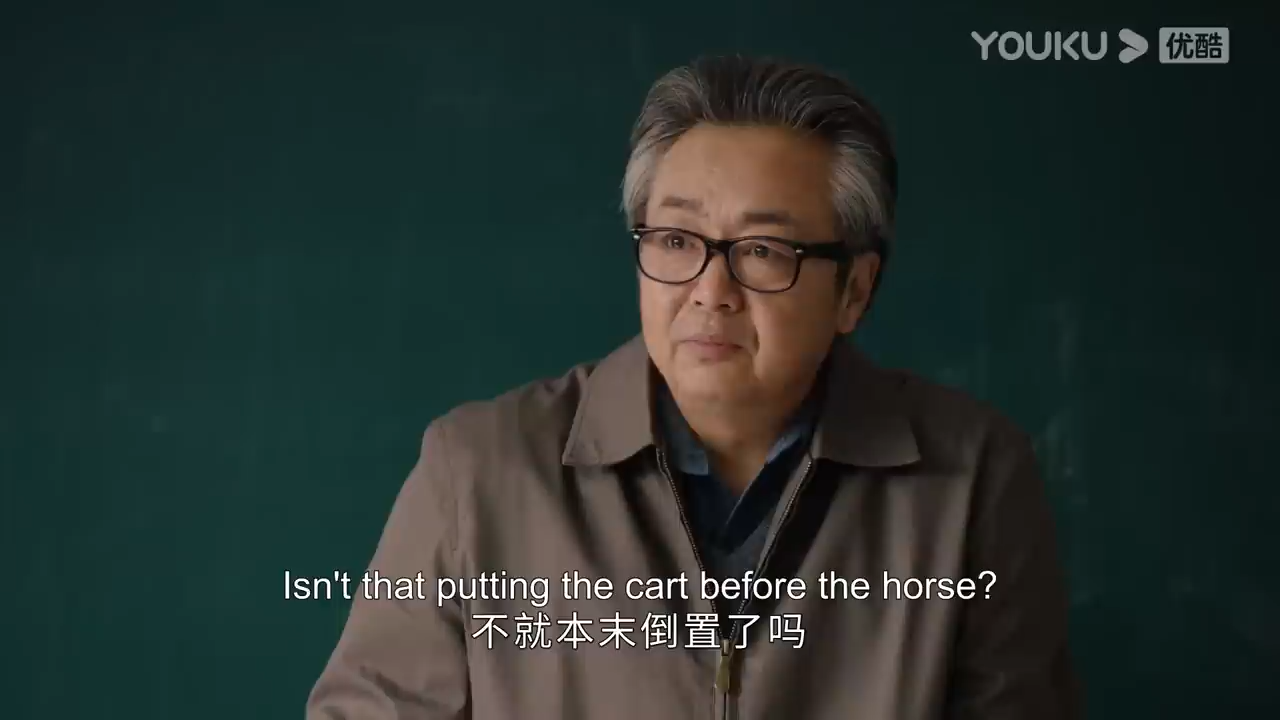 YOUKU 优酷
Isn't that putting the cart before the horse?
不就本末倒置了吗